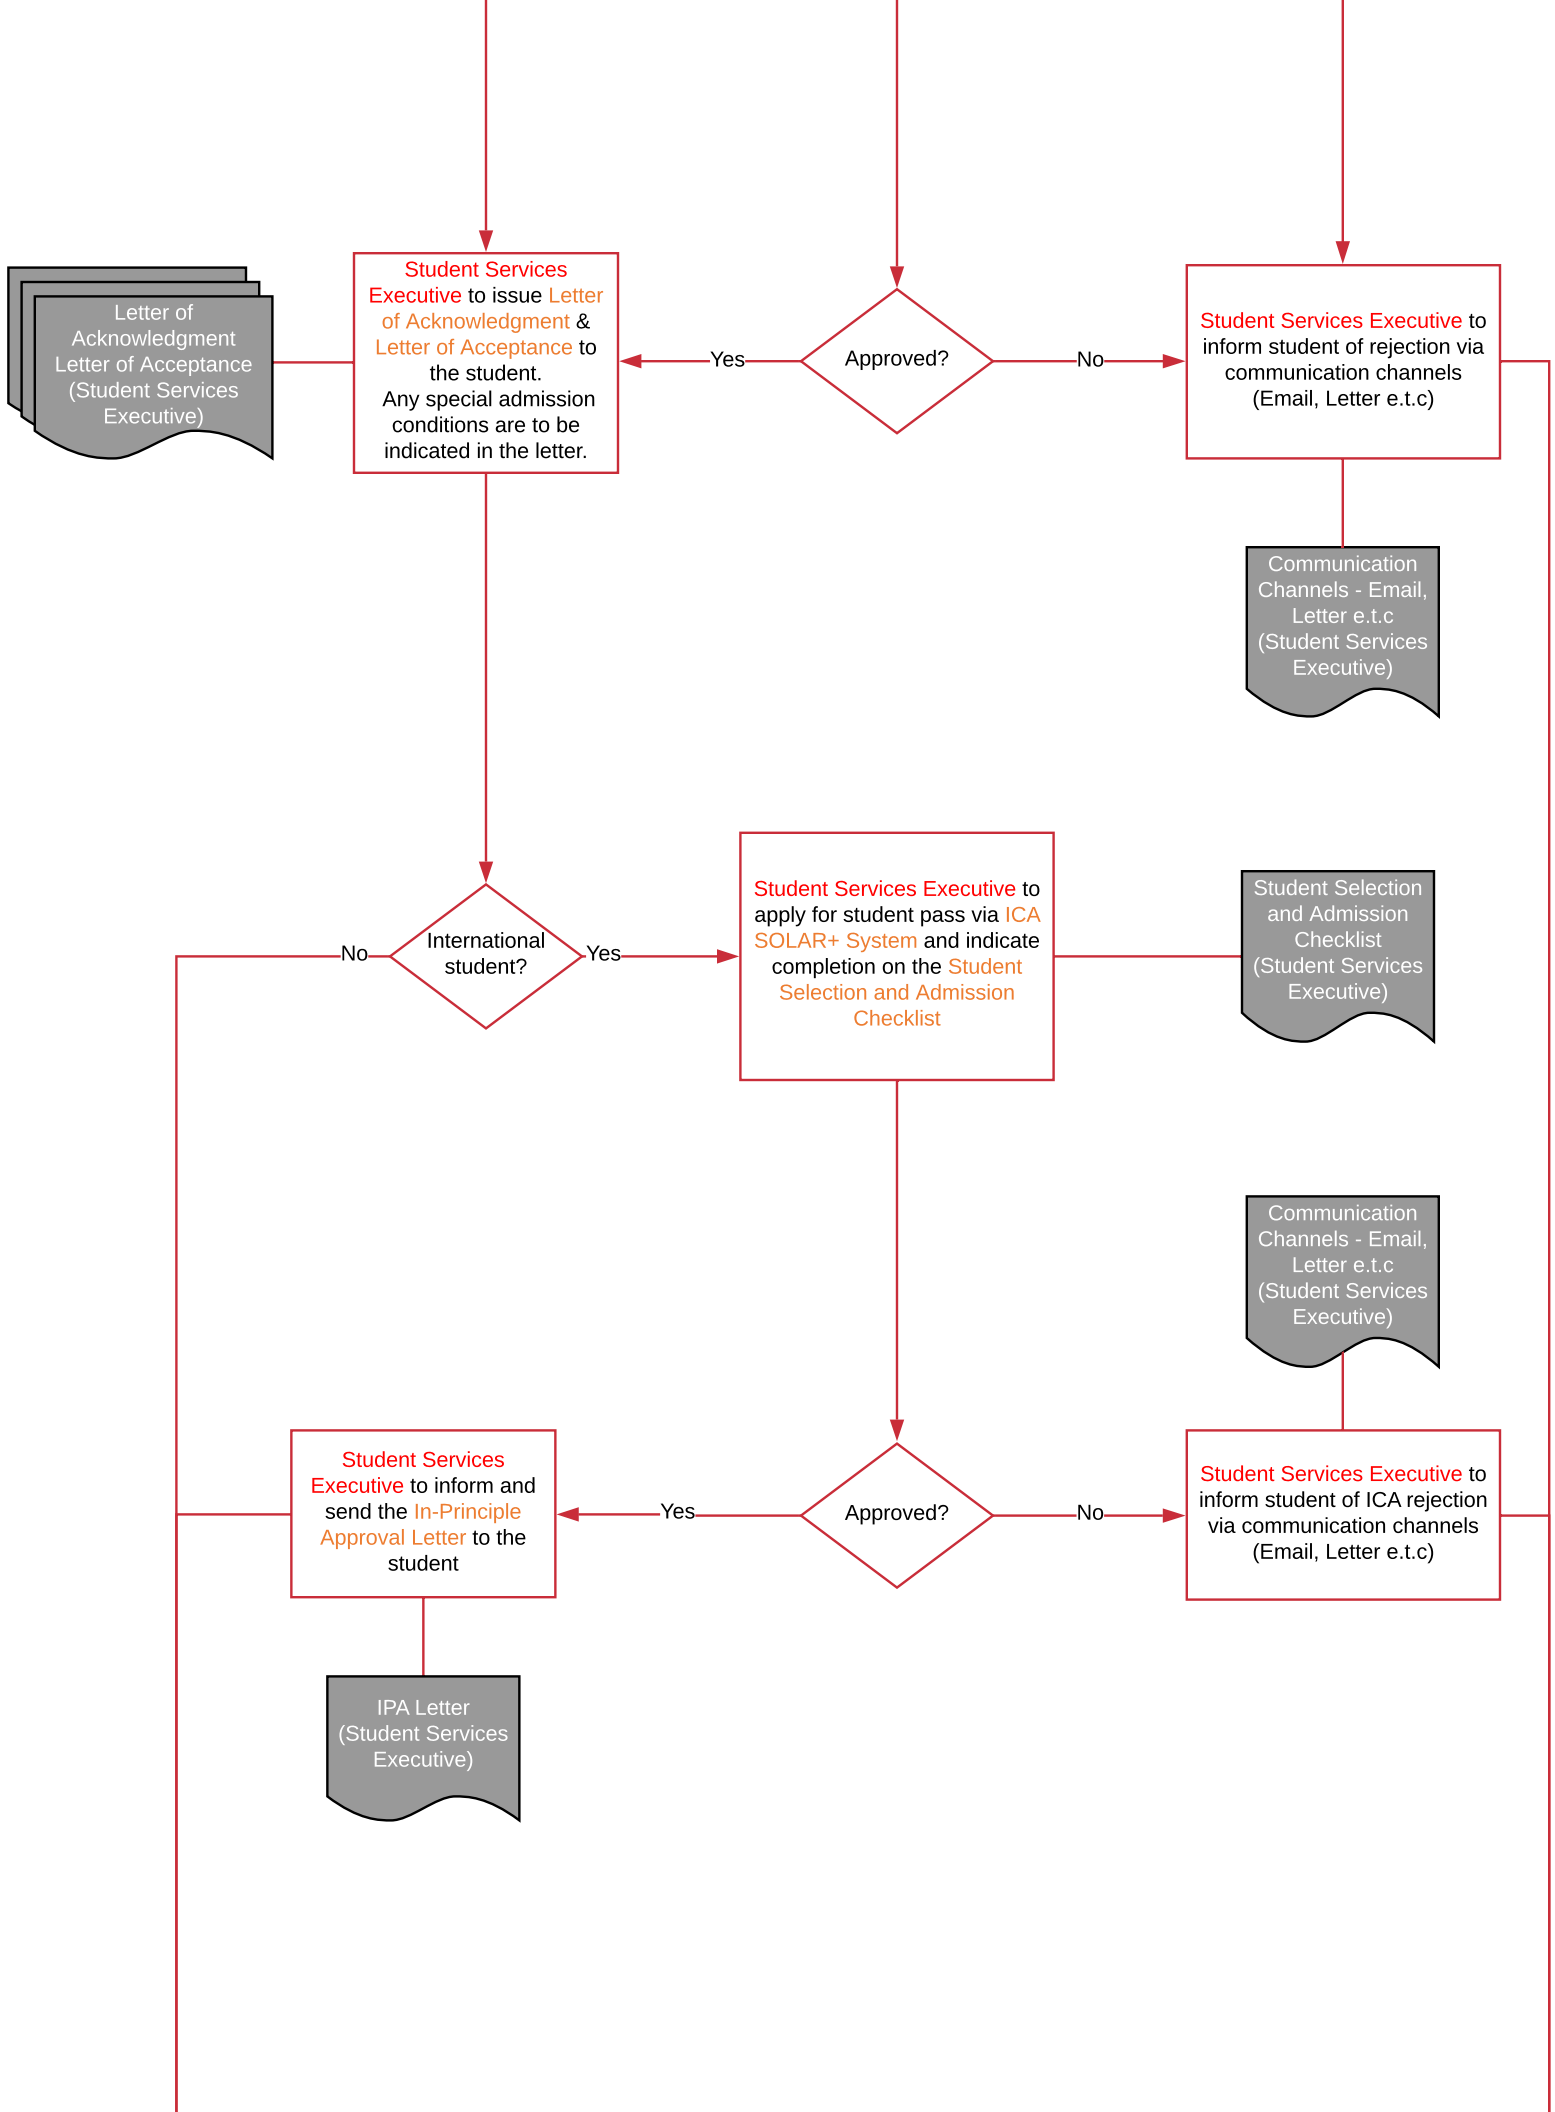 Letter of
Acknowledgment
Letter of Acceptance
(Student Services
Executive)
Student Services
Executive to issue Letter
of Acknowledgment &
Letter of Acceptance to
the student.
Any special admission
conditions are to be
indicated in the letter.
Yes
Approved?
No
Student Services Executive to
inform student of rejection via
communication channels
(Email, Letter e.t.c)
Communication
Channels - Email,
Letter e.t.c
(Student Services
Executive)
No
International
student?
Yes
Student Services Executive to
apply for student pass via ICA
SOLAR+ System and indicate
completion on the Student
Selection and Admission
Checklist
Student Selection
and Admission
Checklist
(Student Services
Executive)
Communication
Channels - Email,
Letter e.t.c
(Student Services
Executive)
Student Services
Executive to inform and
send the In-Principle
Approval Letter to the
student
Yes
Approved?
No
Student Services Executive to
inform student of ICA rejection
via communication channels
(Email, Letter e.t.c)
IPA Letter
(Student Services
Executive)